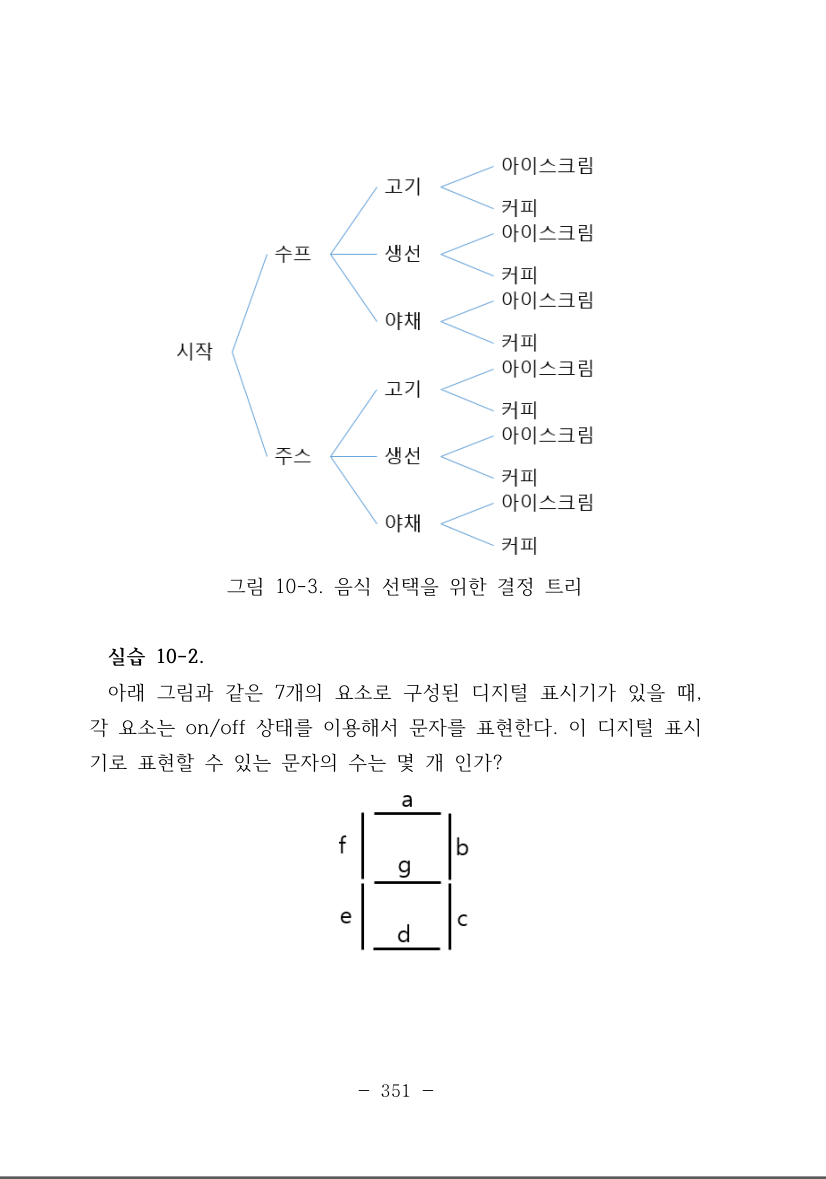 아이스크림
고기
커피
아이스크림
수프 생선
커피
아이스크림
야채
커피
시작
아이스크림
고기
커피
아이스크림
주스 생선
커피
아이스크림
야채
커피
그림 10-3. 음식 선택을 위한 결정 트리
실습 10-2.
아래 그림과 같은 7개의 요소로 구성된 디지털 표시기가 있을 때,
각 요소는 on/off 상태를 이용해서 문자를 표현한다. 이 디지털 표시
기로 표현할 수 있는 문자의 수는 몇 개 인가?
a
f b
g
e c
d
- 351 -